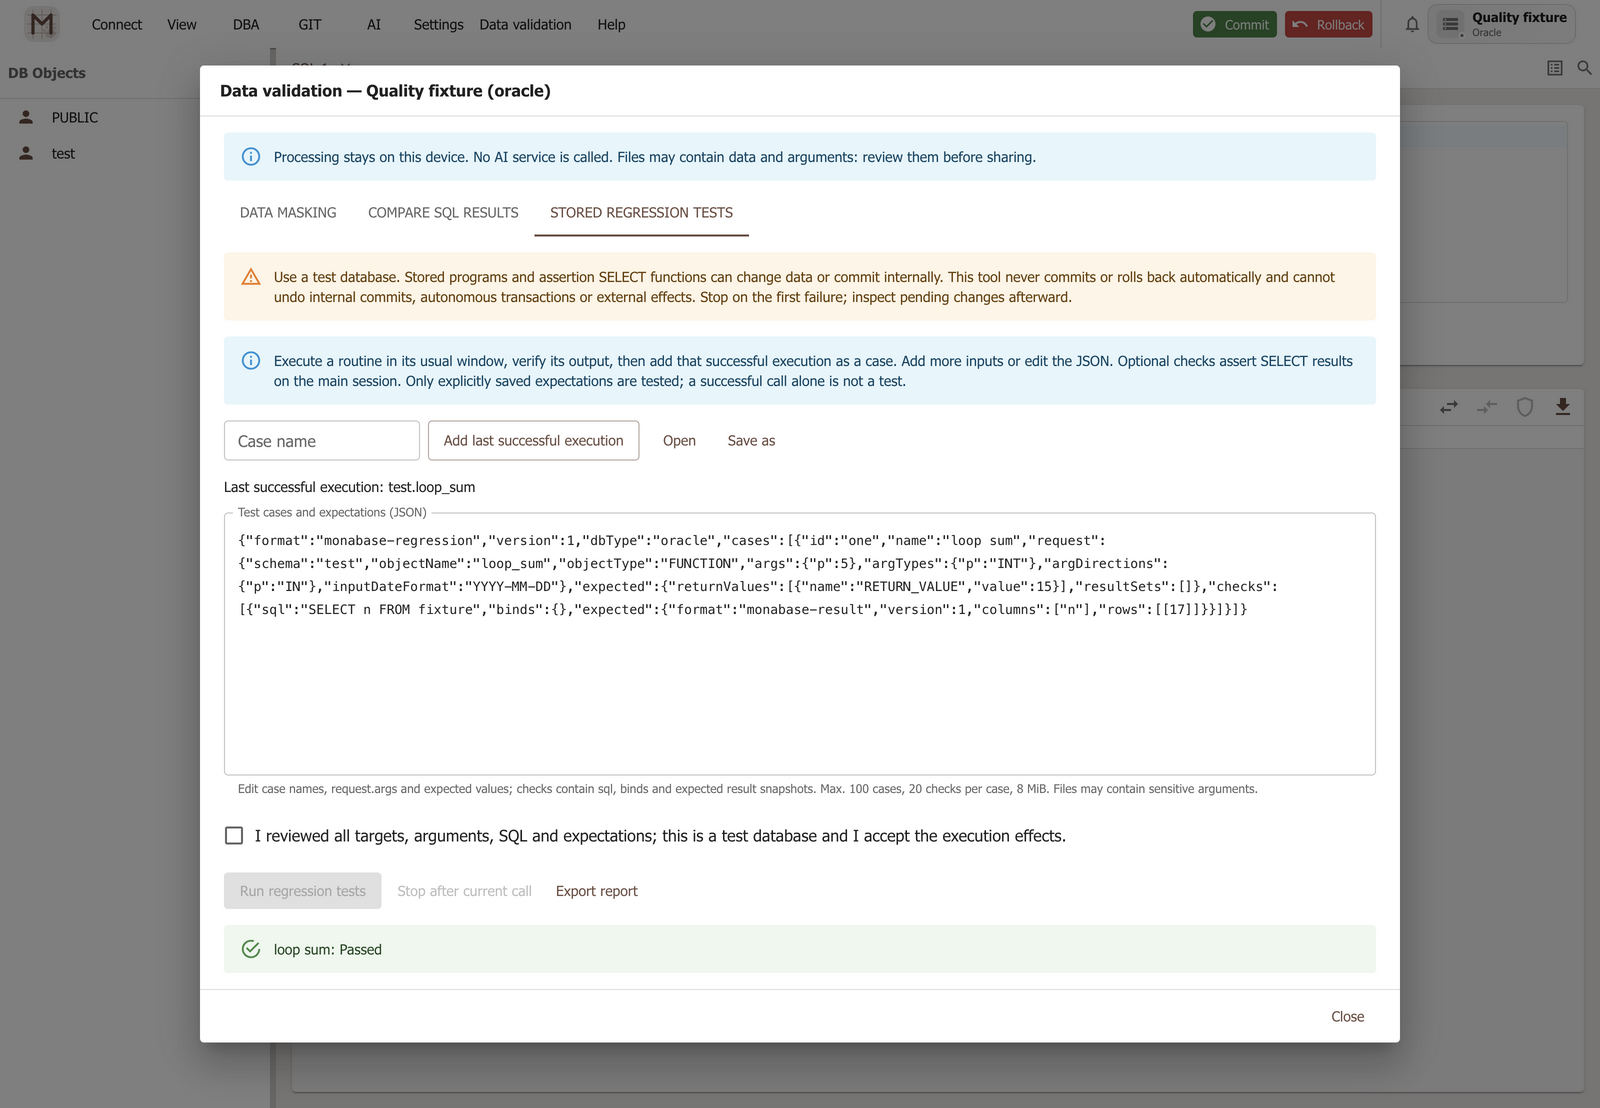 M Connect View DBA GIT AI Settings Data validation Help Commit Rollback Quality fixture
Oracle
DB Objects
PUBLIC
test
Data validation — Quality fixture (oracle)
Processing stays on this device. No AI service is called. Files may contain data and arguments: review them before sharing.
DATA MASKING COMPARE SQL RESULTS STORED REGRESSION TESTS
Use a test database. Stored programs and assertion SELECT functions can change data or commit internally. This tool never commits or rolls back automatically and cannot
undo internal commits, autonomous transactions or external effects. Stop on the first failure; inspect pending changes afterward.
Execute a routine in its usual window, verify its output, then add that successful execution as a case. Add more inputs or edit the JSON. Optional checks assert SELECT results
on the main session. Only explicitly saved expectations are tested; a successful call alone is not a test.
Case name Add last successful execution Open Save as
Last successful execution: test.loop_sum
Test cases and expectations (JSON)
{"format":"monabase-regression","version":1,"dbType":"oracle","cases":[{"id":"one","name":"loop sum","request":
{"schema":"test","objectName":"loop_sum","objectType":"FUNCTION","args":{"p":5},"argTypes":{"p":"INT"},"argDirections":
{"p":"IN"},"inputDateFormat":"YYYY-MM-DD"},"expected":{"returnValues":[{"name":"RETURN_VALUE","value":15}],"resultSets":[]},"checks":
[{"sql":"SELECT n FROM fixture","binds":{},"expected":{"format":"monabase-result","version":1,"columns":["n"],"rows":[[17]]}}]}]}
Edit case names, request.args and expected values; checks contain sql, binds and expected result snapshots. Max. 100 cases, 20 checks per case, 8 MiB. Files may contain sensitive arguments.
I reviewed all targets, arguments, SQL and expectations; this is a test database and I accept the execution effects.
Run regression tests Stop after current call Export report
loop sum: Passed
Close